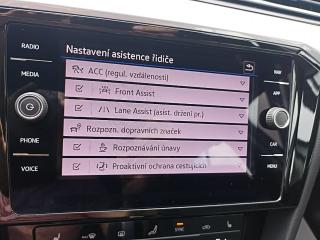 RADIO
MEDIA
PHONE
VOICE
Nastavení asistence řidiče
ACC (regul. vzdálenosti)
Front Assist
Lane Assist (asist. držení pr.)
Rozpozn. dopravních značek
Rozpoznávání únavy
Proaktivní ochrana cestujících
NAV
APP
CAR
MENU
SYNC